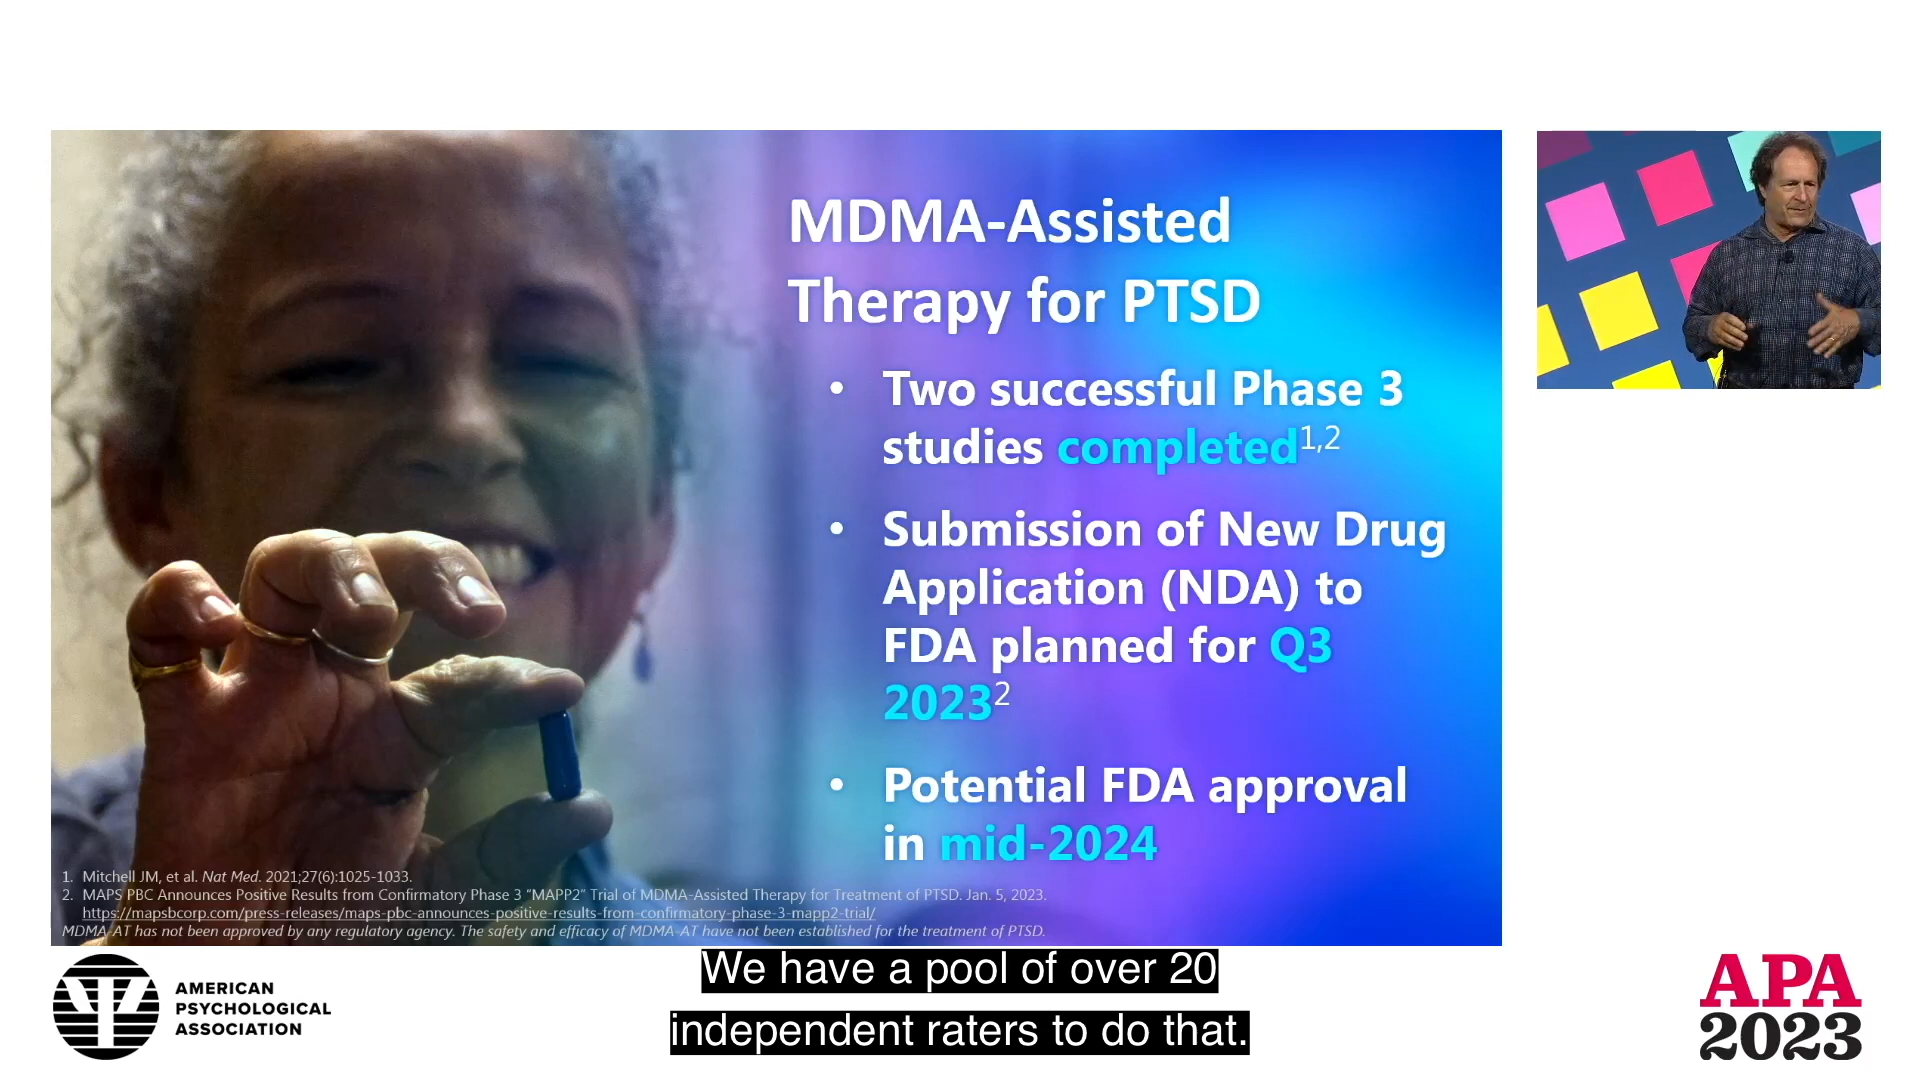 MDMA-Assisted
Therapy for PTSD
• Two successful Phase 3
studies completed1,2
• Submission of New Drug
Application (NDA) to
FDA planned for Q3
20232
• Potential FDA approval
in mid-2024
1. Mitchell JM, et al. Nat Med. 2021;27(6):1025-1033.
2. MAPS PBC Announces Positive Results from Confirmatory Phase 3 “MAPP2” Trial of MDMA-Assisted Therapy for Treatment of PTSD. Jan. 5, 2023.
https://mapsbcorp.com/press-releases/maps-pbc-announces-positive-results-from-confirmatory-phase-3-mapp2-trial/
MDMA-AT has not been approved by any regulatory agency. The safety and efficacy of MDMA-AT have not been established for the treatment of PTSD.
AMERICAN
PSYCHOLOGICAL
ASSOCIATION
We have a pool of over 20
independent raters to do that.
APA
2023